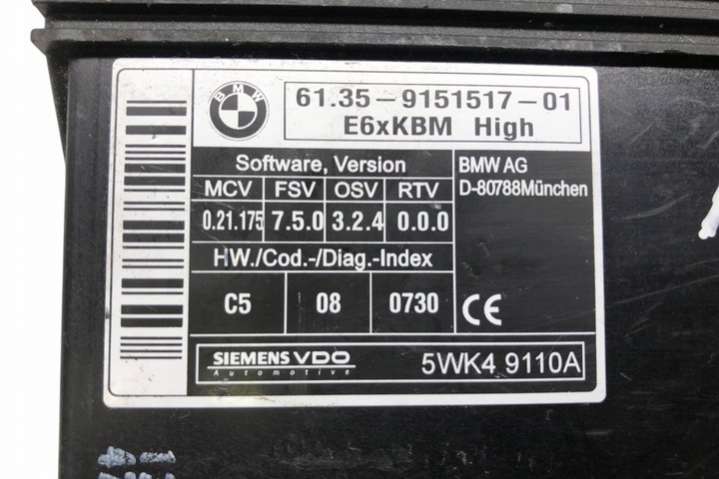 BMW
61.35-9151517-01
E6xKBM High
Software, Version
MCV FSV OSV RTV
0.21.175 7.5.0 3.2.4 0.0.0
HW./Cod.-/Diag.-Index
C5 08 0730
BMW AG
D-80788München
CE
SIEMENS VDO
Automotive
5WK4 9110A